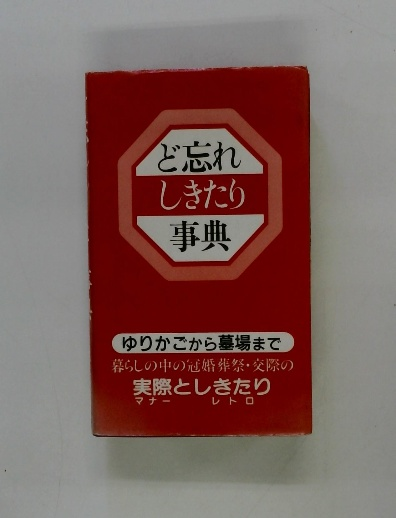 ど忘れ
しきたり
事典
ゆりかごから墓場まで
暮らしの中の冠婚葬祭・交際の
実際としきたり
マナー レトロ